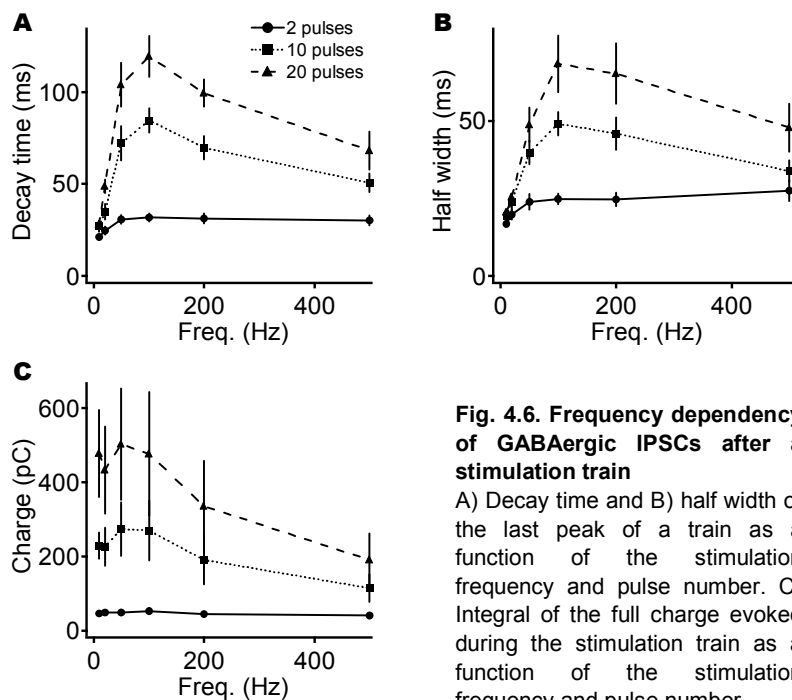 A
2 pulses
10 pulses
20 pulses
Decay time (ms)
100
50
0
0 200 400
Freq. (Hz)
B
Half width (ms)
50
0
0 200 400
Freq. (Hz)
C
Charge (pC)
600
400
200
0
0 200 400
Freq. (Hz)
Fig. 4.6. Frequency dependency
of GABAergic IPSCs after a
stimulation train
A) Decay time and B) half width o
the last peak of a train as a
function of the stimulation
frequency and pulse number. C
Integral of the full charge evoked
during the stimulation train as a
function of the stimulation
frequency and pulse number